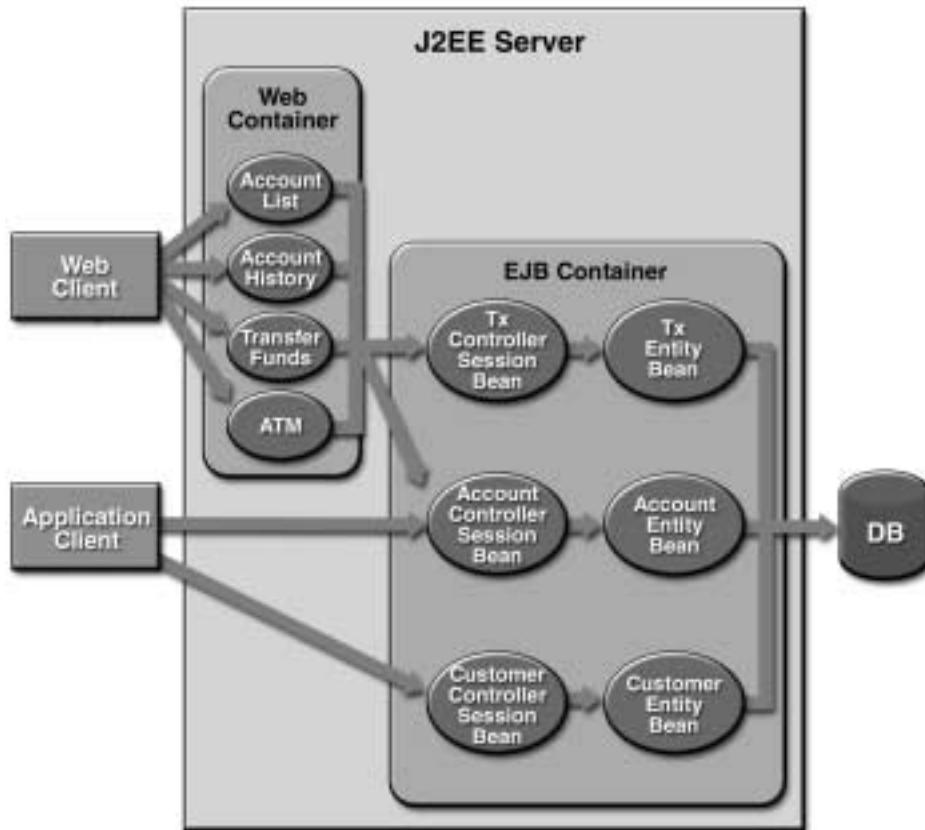 J2EE Server
Web
Container
Account
List
Account
History
Transfer
Funds
ATM
Web
Client
Application
Client
EJB Container
Tx
Controller
Session
Bean
Tx
Entity
Bean
Account
Controller
Session
Bean
Account
Entity
Bean
Customer
Controller
Session
Bean
Customer
Entity
Bean
DB